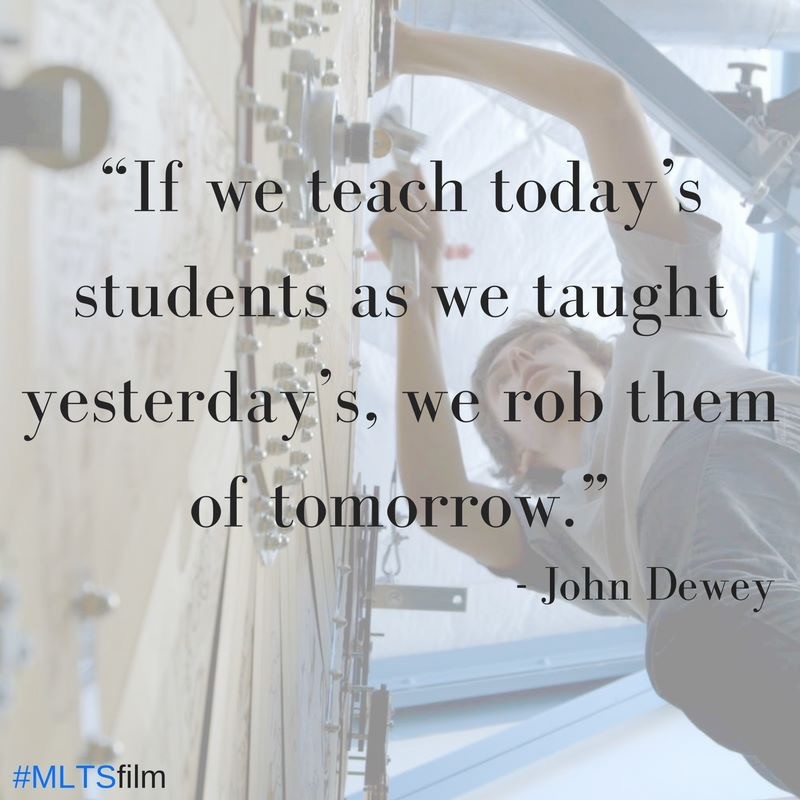 “If we teach today’s
students as we taught
yesterday’s, we rob them
of tomorrow.”
- John Dewey
#MLTSfilm